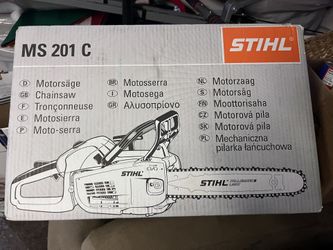 MS 201 C
STIHL®
D Motorsäge
GB Chainsaw
F Tronçonneuse
E Motosierra
P Moto-serra
BR Motosserra
I Motosega
GR Αλυσοπρίονο
NL Motorzaag
S Motorsåg
FIN Moottorisaha
CZ Motorová pila
SK Motorová píla
PL Mechaniczna
pilarka łańcuchowa
STIHL
STIHL®